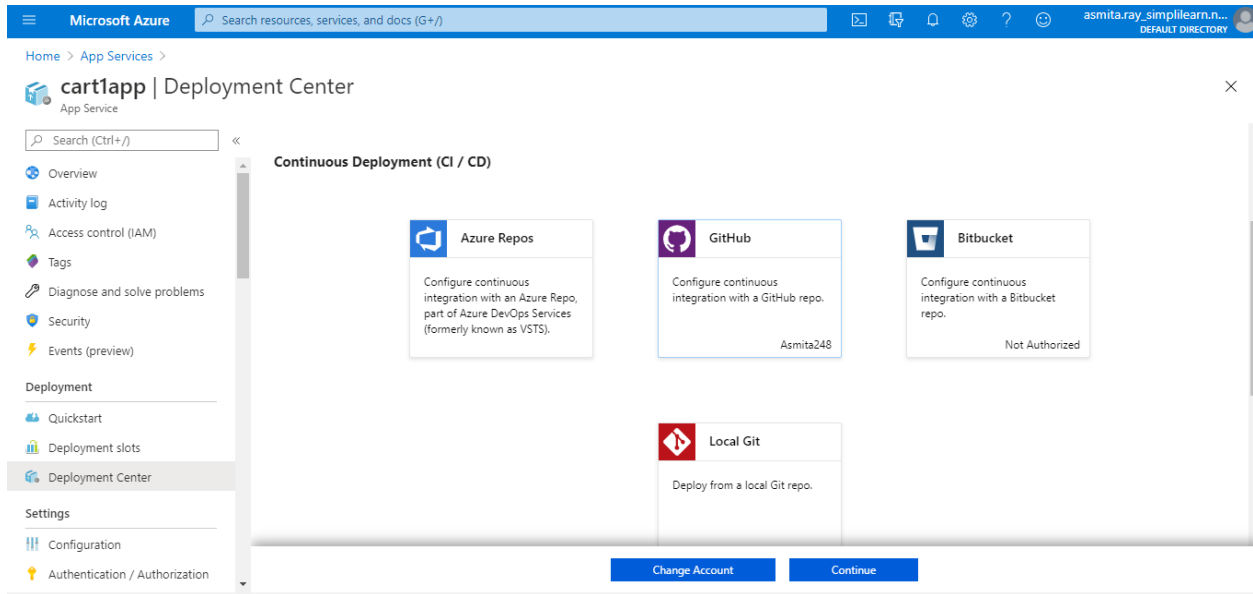 Microsoft Azure
Search resources, services, and docs (G+/)
asmita.ray_simplilearn.n...
DEFAULT DIRECTORY
Home > App Services >
cart1app | Deployment Center
App Service
Search (Ctrl+/)
Overview
Activity log
Access control (IAM)
Tags
Diagnose and solve problems
Security
Events (preview)
Deployment
Quickstart
Deployment slots
Deployment Center
Settings
Configuration
Authentication / Authorization
Continuous Deployment (CI / CD)
Azure Repos
Configure continuous
integration with an Azure Repo,
part of Azure DevOps Services
(formerly known as VSTS).
GitHub
Configure continuous
integration with a GitHub repo.
Asmita248
Bitbucket
Configure continuous
integration with a Bitbucket
repo.
Not Authorized
Local Git
Deploy from a local Git repo.
Change Account
Continue